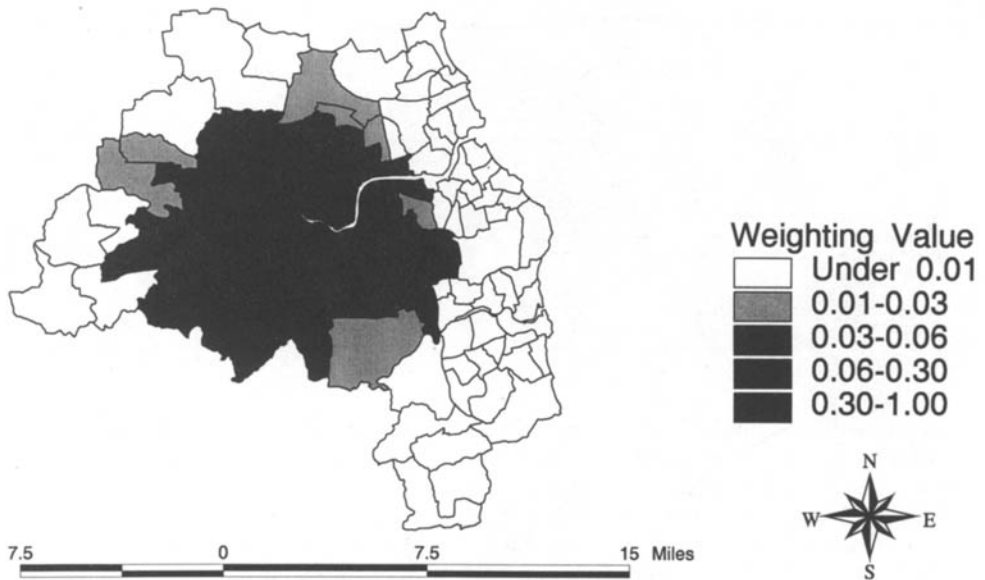 Weighting Value
Under 0.01
0.01-0.03
0.03-0.06
0.06-0.30
0.30-1.00
N
W E
S
7.5 0 7.5 15 Miles